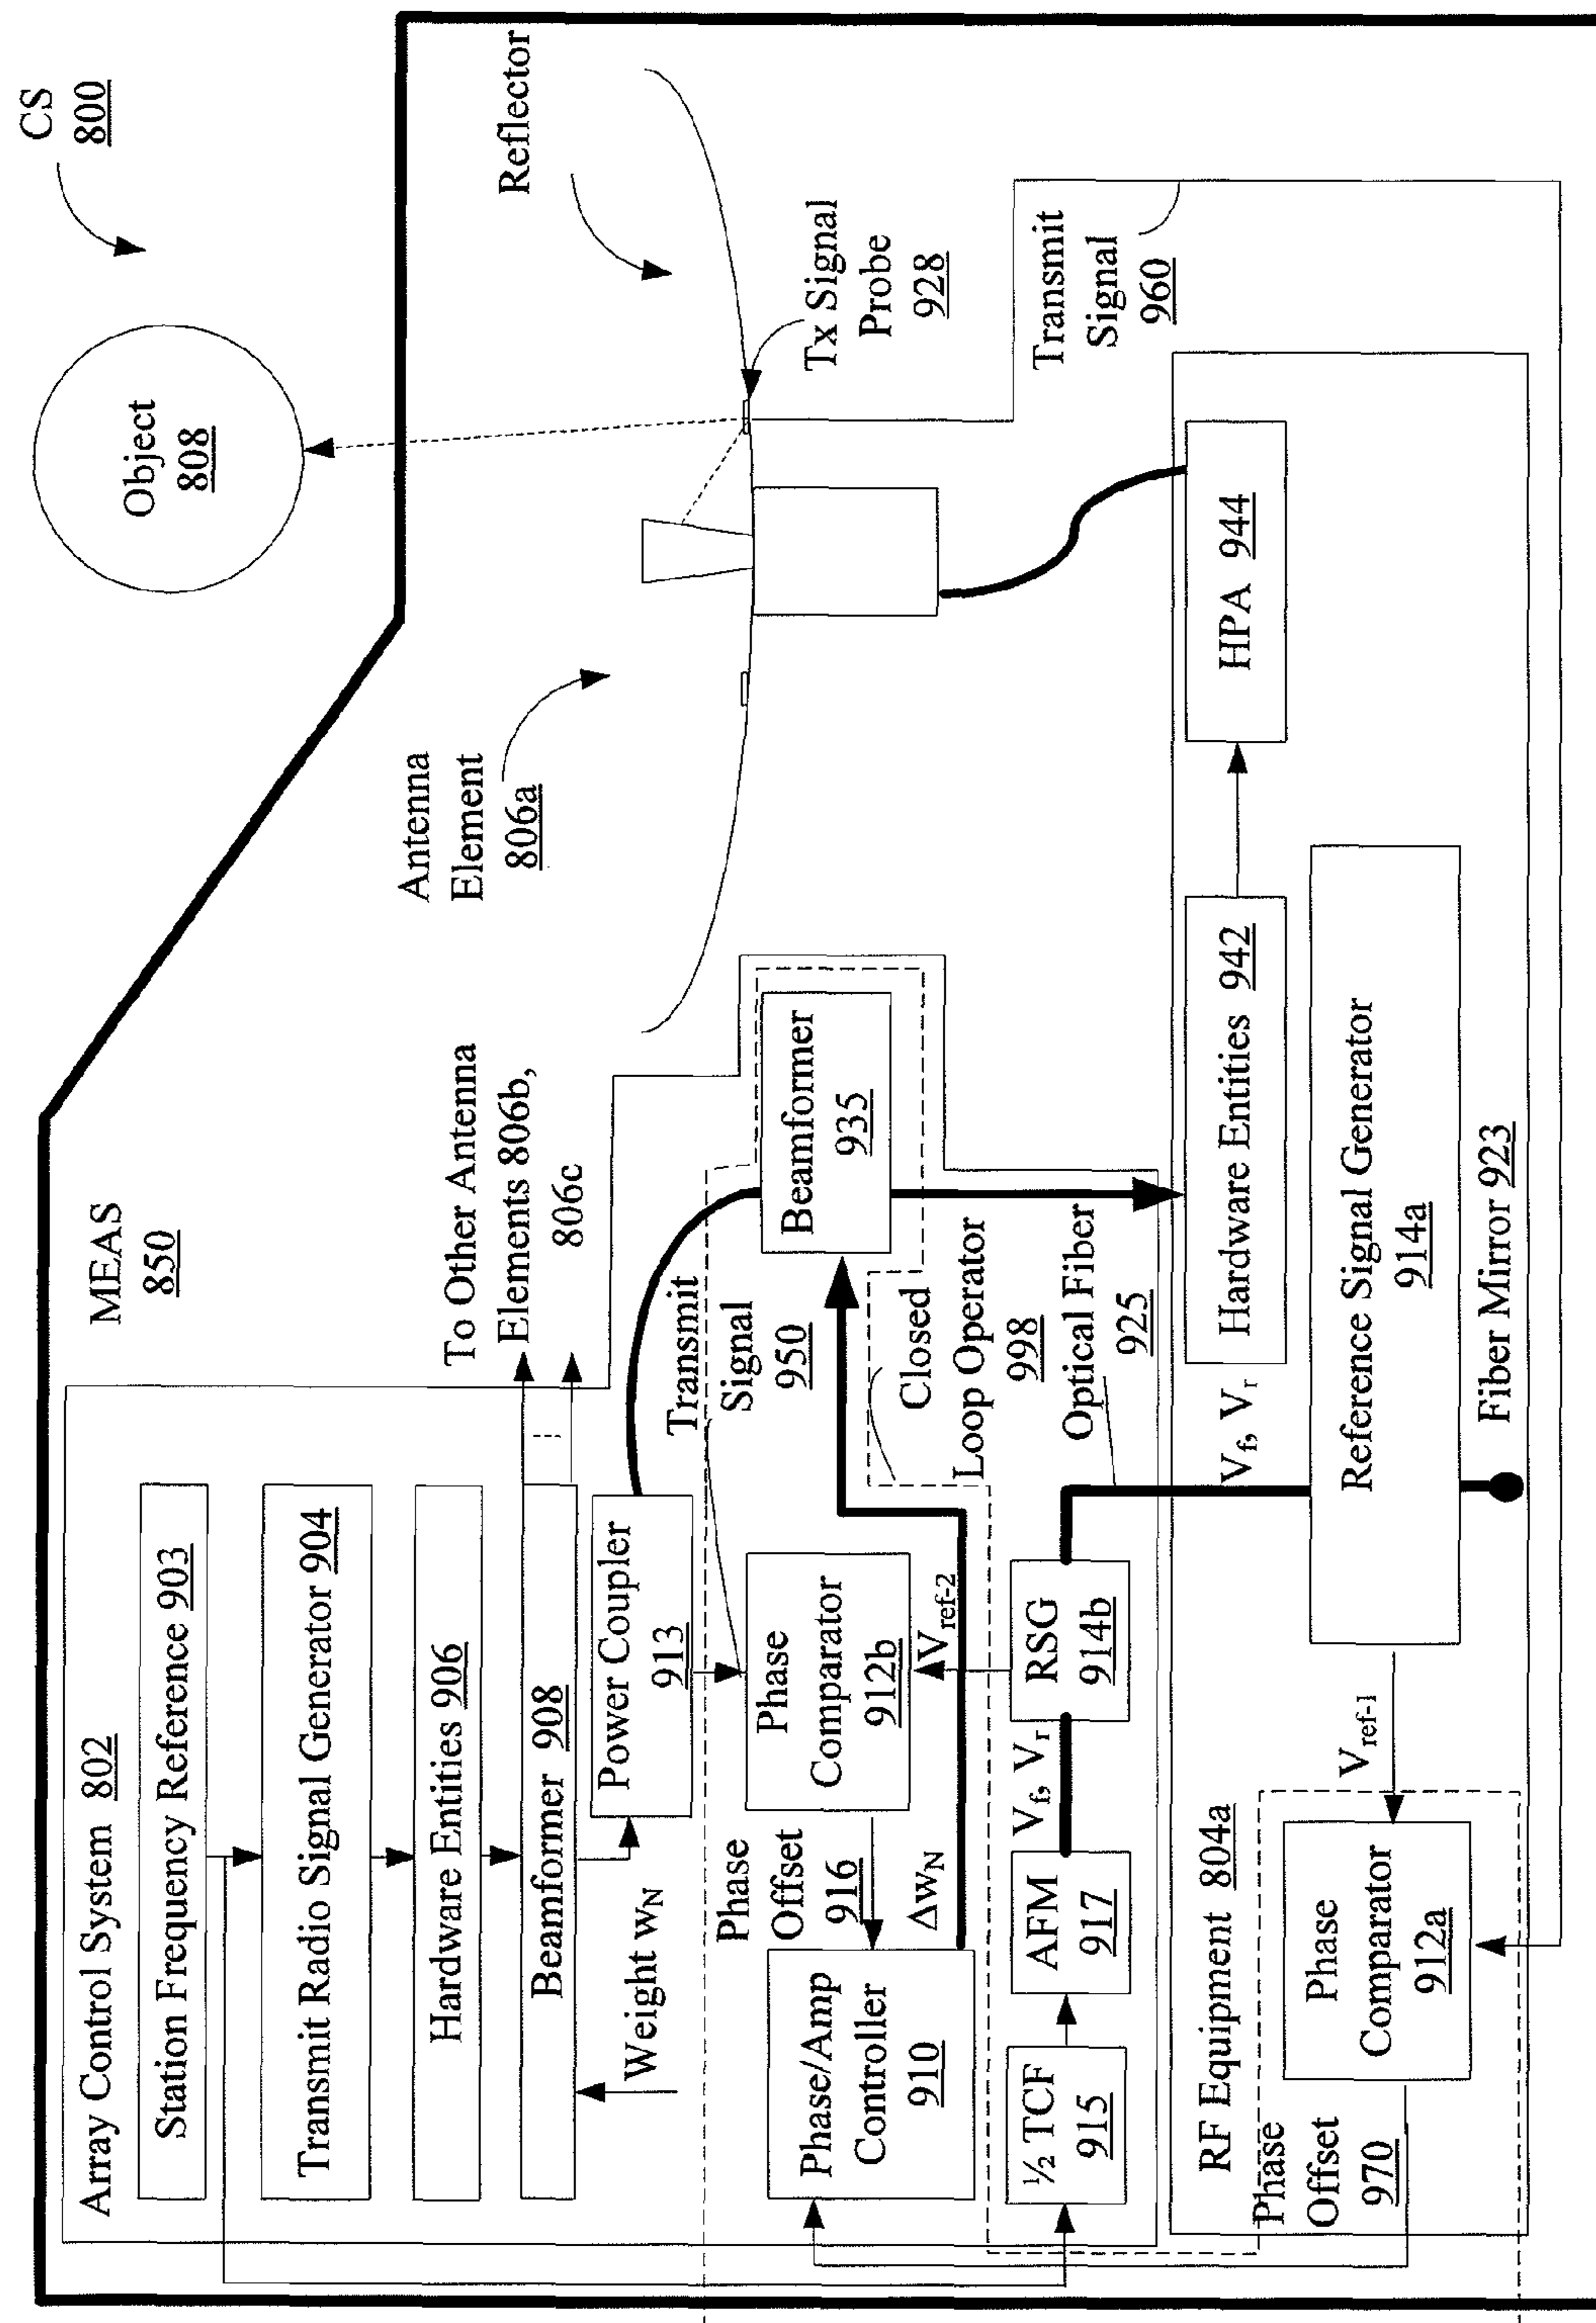 CS
800
Object
808
MEAS
850
Reflector
Antenna
Element
806a
Tx Signal
Probe
928
Transmit
Signal
960
Array Control System 802
Station Frequency Reference 903
Transmit Radio Signal Generator 904
Hardware Entities 906
Beamformer 908
Weight wN
Power Coupler
913
To Other Antenna
Elements 806b,
806c
Transmit
Signal
950
Beamformer
935
Phase
Comparator
912b
Phase
Offset
916
Phase/Amp
Controller
910
ΔwN
Vref-2
Closed
Loop Operator
998
Optical Fiber
925
½ TCF
915
AFM
917
Vf, Vr
RSG
914b
Vf, Vr
RF Equipment 804a
Hardware Entities 942
HPA 944
Reference Signal Generator
914a
Fiber Mirror 923
Vref-1
Phase
Comparator
912a
Phase
Offset
970